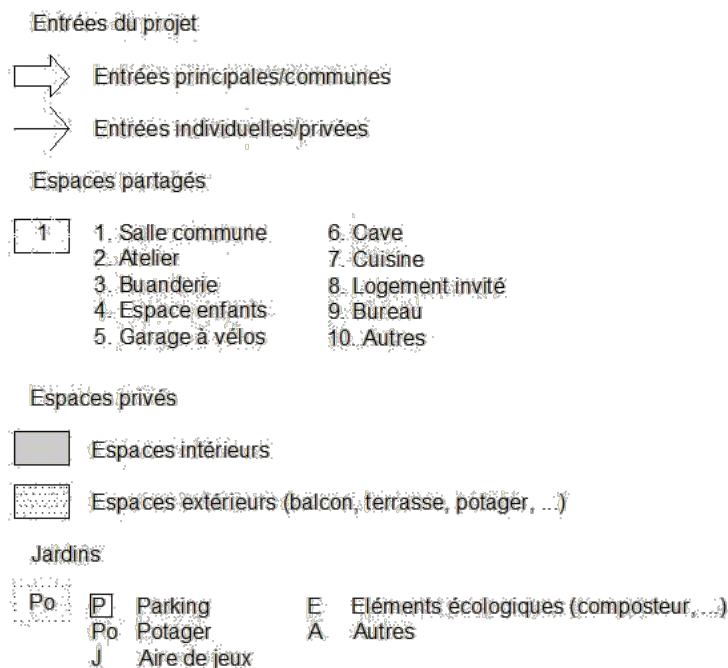 Entrées du projet
Entrées principales/communes
Entrées individuelles/privées
Espaces partagés
1 1. Salle commune 6. Cave
2. Atelier 7. Cuisine
3. Buanderie 8. Logement invité
4. Espace enfants 9. Bureau
5. Garage à vélos 10. Autres
Espaces privés
Espaces intérieurs
Espaces extérieurs (balcon, terrasse, potager, ...)
Jardins
Po P Parking E Eléments écologiques (composteur, ...)
Po Potager A Autres
J Aire de jeux